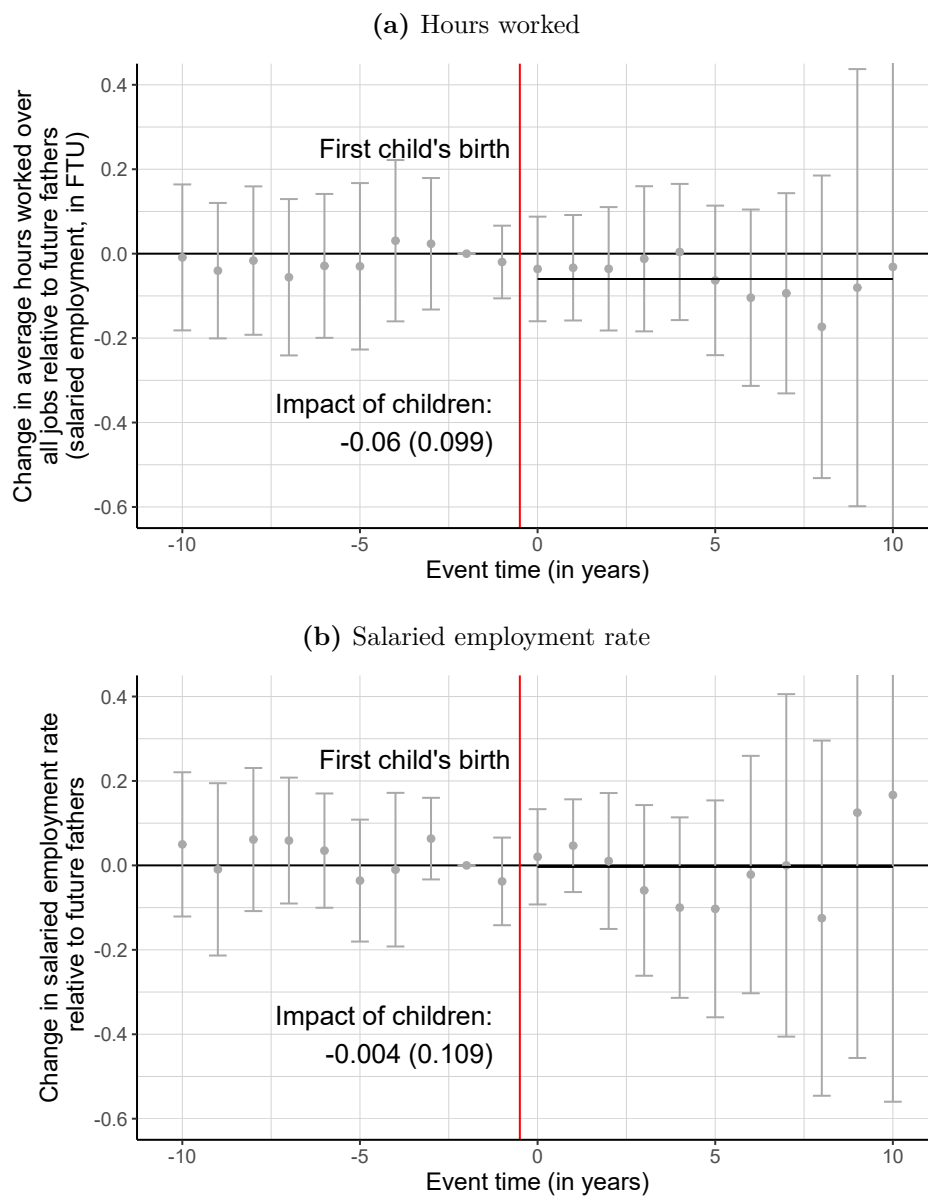 (a) Hours worked
Change in average hours worked over
all jobs relative to future fathers
(salaried employment, in FTU)
0.4
0.2
0.0
-0.2
-0.4
-0.6
First child's birth
Impact of children:
-0.06 (0.099)
-10
-5
0
5
10
Event time (in years)
(b) Salaried employment rate
Change in salaried employment rate
relative to future fathers
0.4
0.2
0.0
-0.2
-0.4
-0.6
First child's birth
Impact of children:
-0.004 (0.109)
-10
-5
0
5
10
Event time (in years)